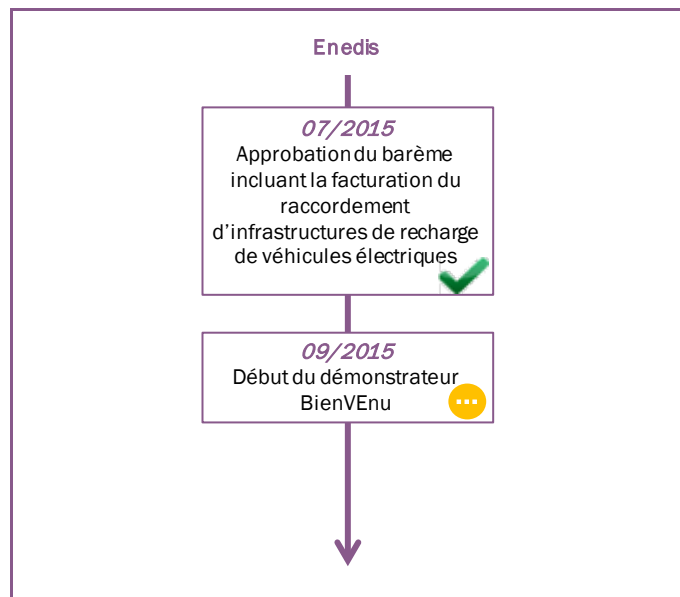 Enedis
07/2015
Approbation du barème
incluant la facturation du
raccordement
d’infrastructures de recharge
de véhicules électriques
09/2015
Début du démonstrateur
BienVEnu